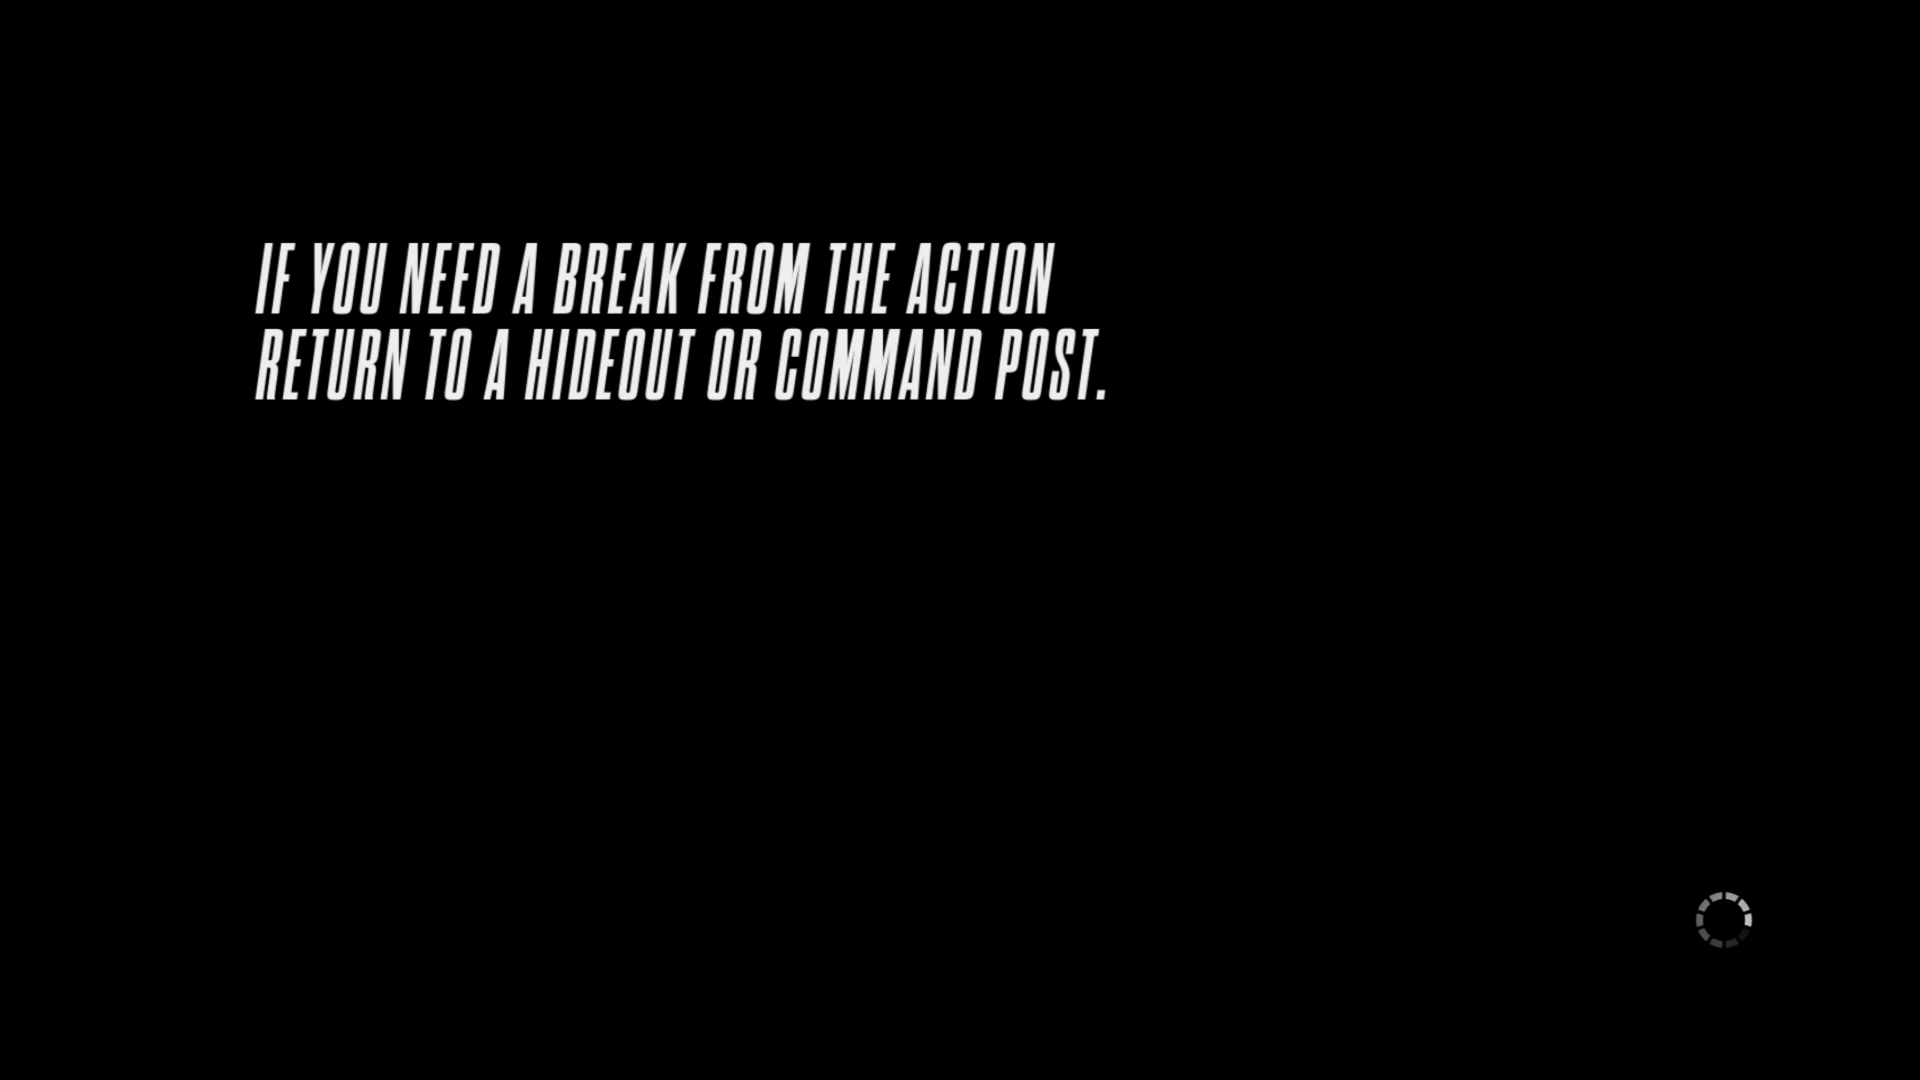 IF YOU NEED A BREAK FROM THE ACTION
RETURN TO A HIDEOUT OR COMMAND POST.